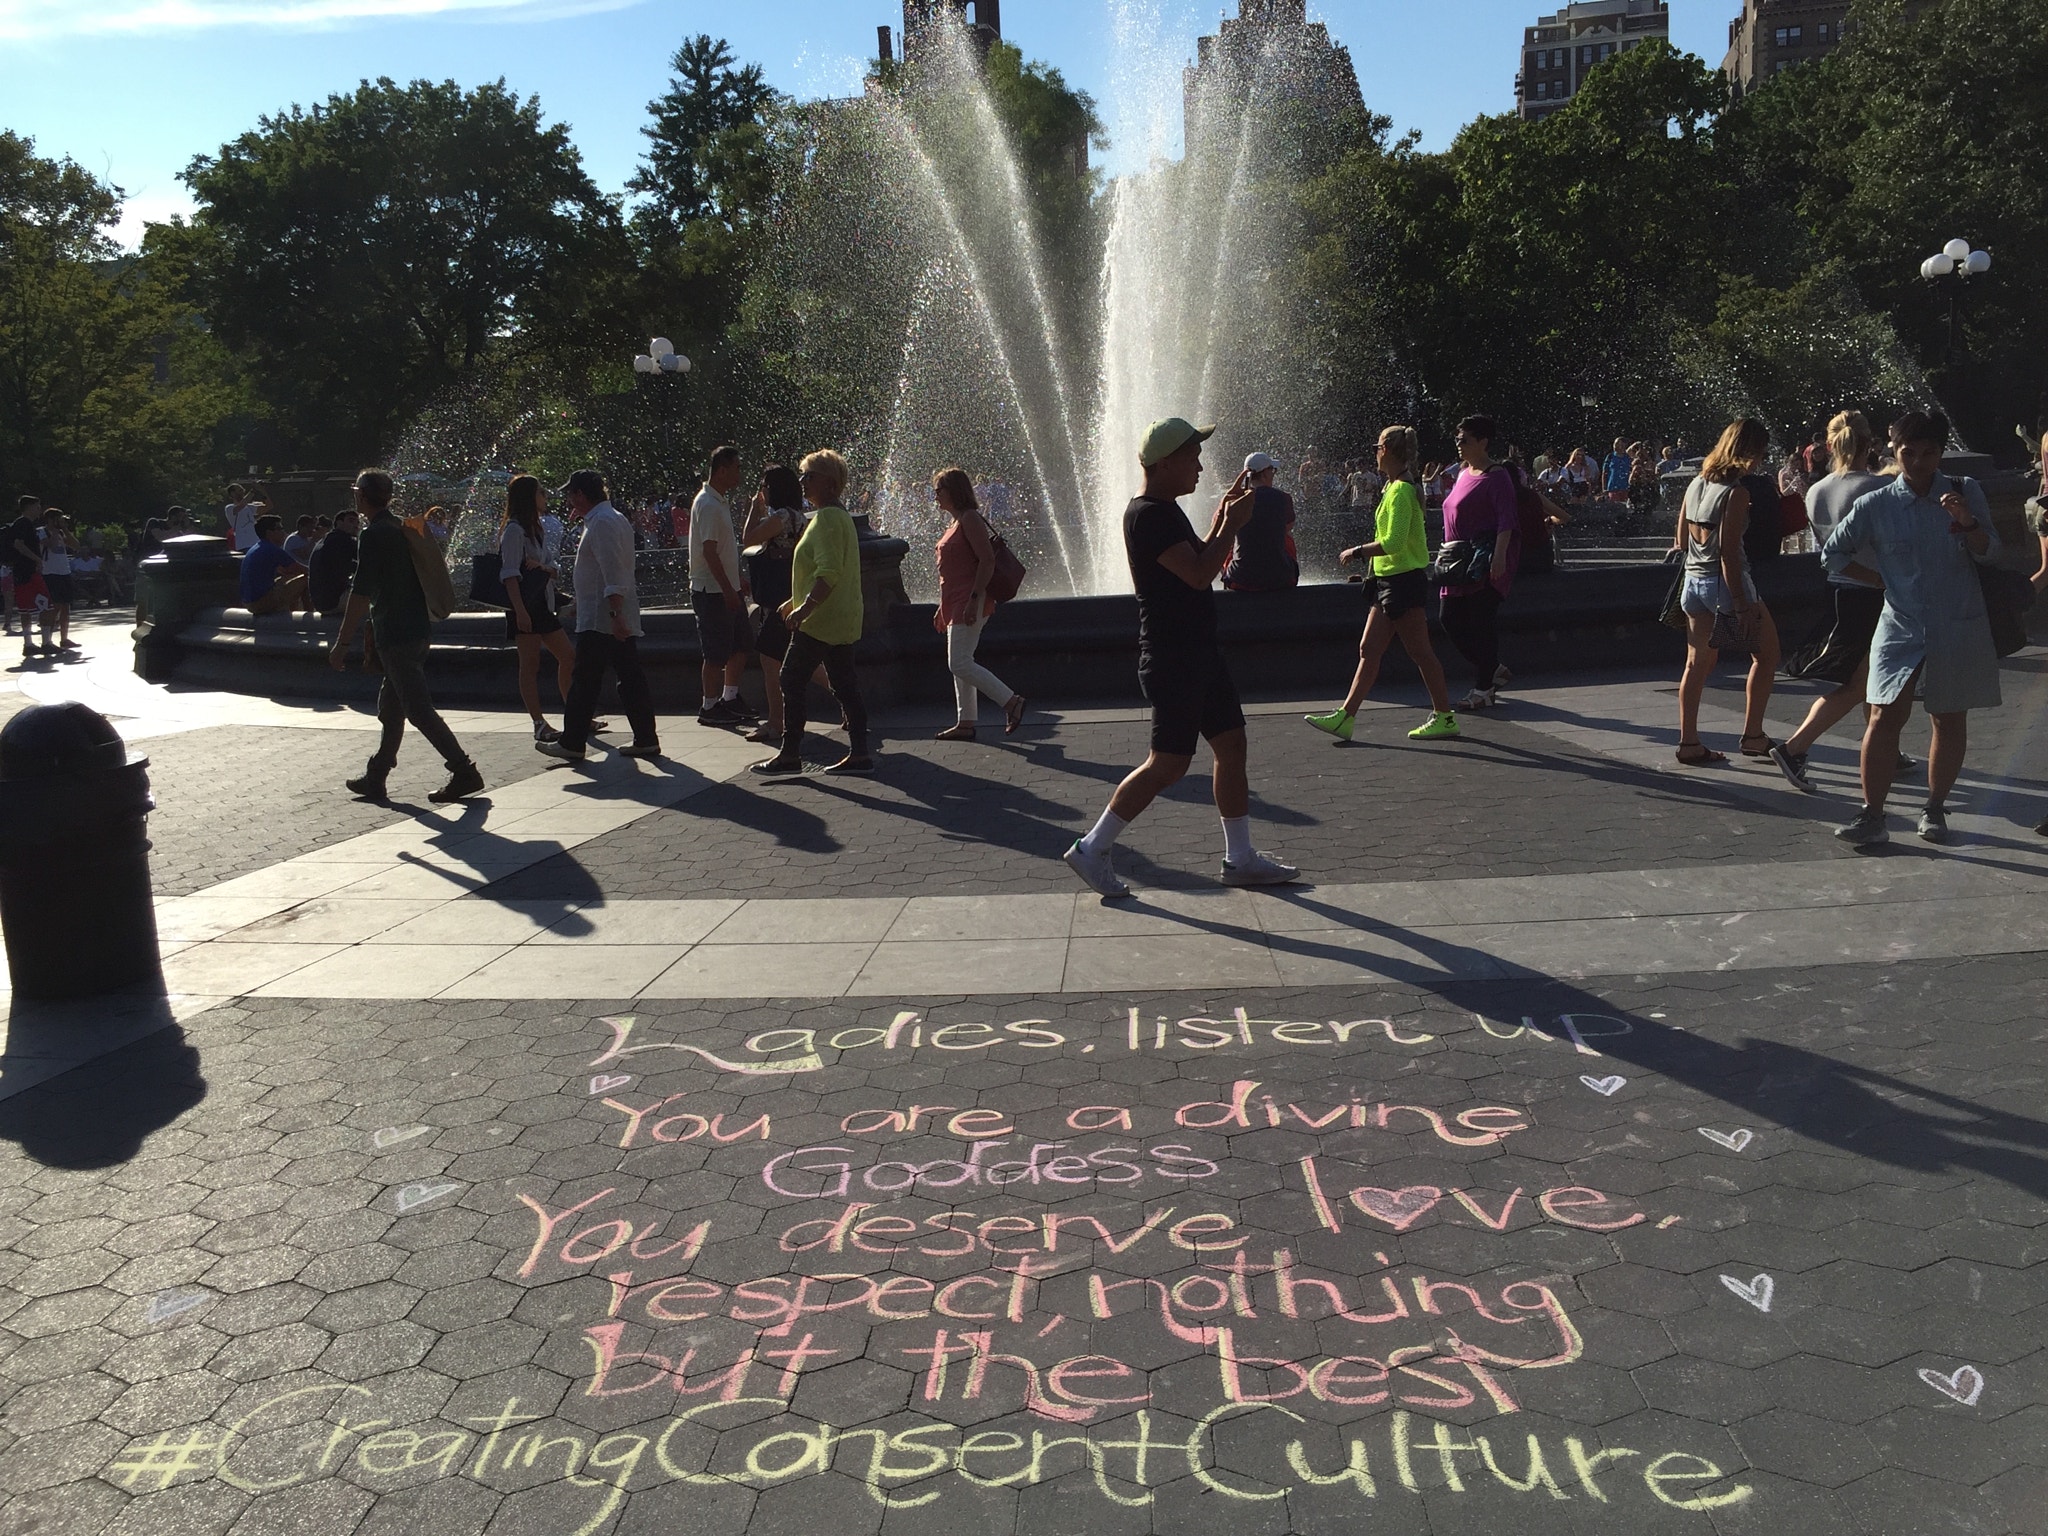 Ladies, listen up
You are a divine
Goddess
You deserve love,
respect, nothing
but the best
#CreatingConsentCulture